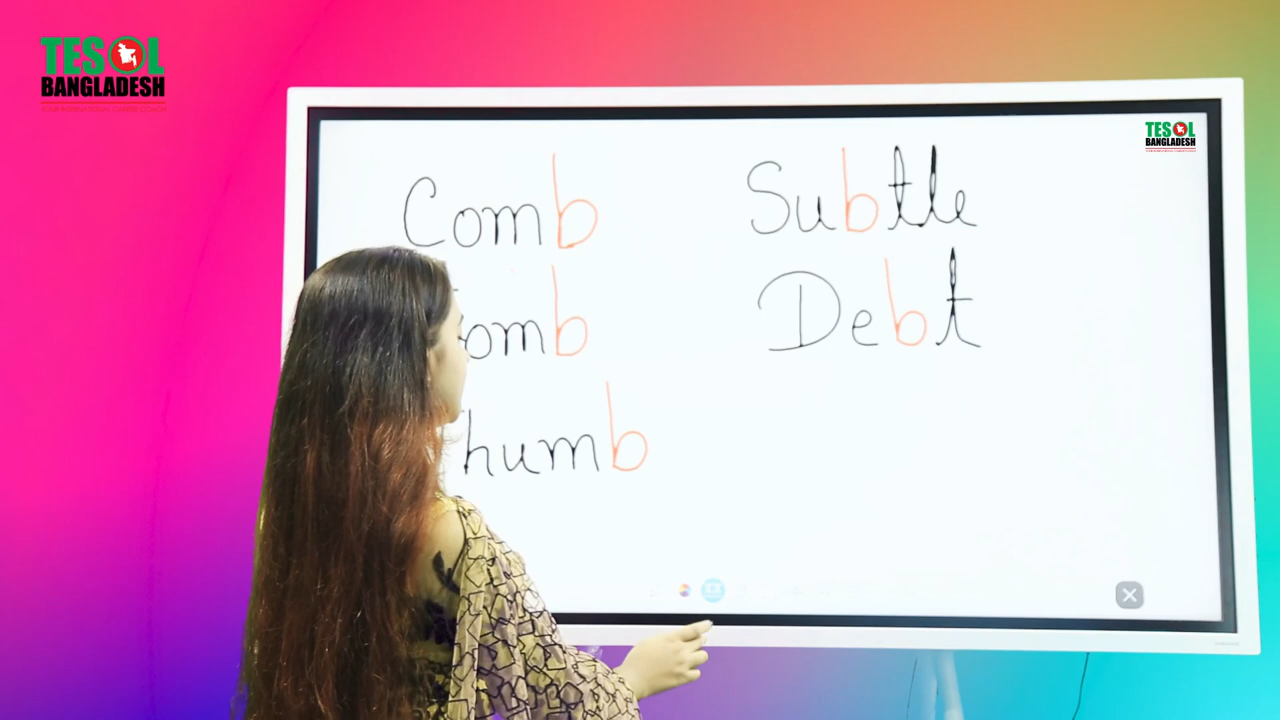 TESOL
BANGLADESH
TESOL
BANGLADESH
Comb
omb
humb
Subtle
Debt